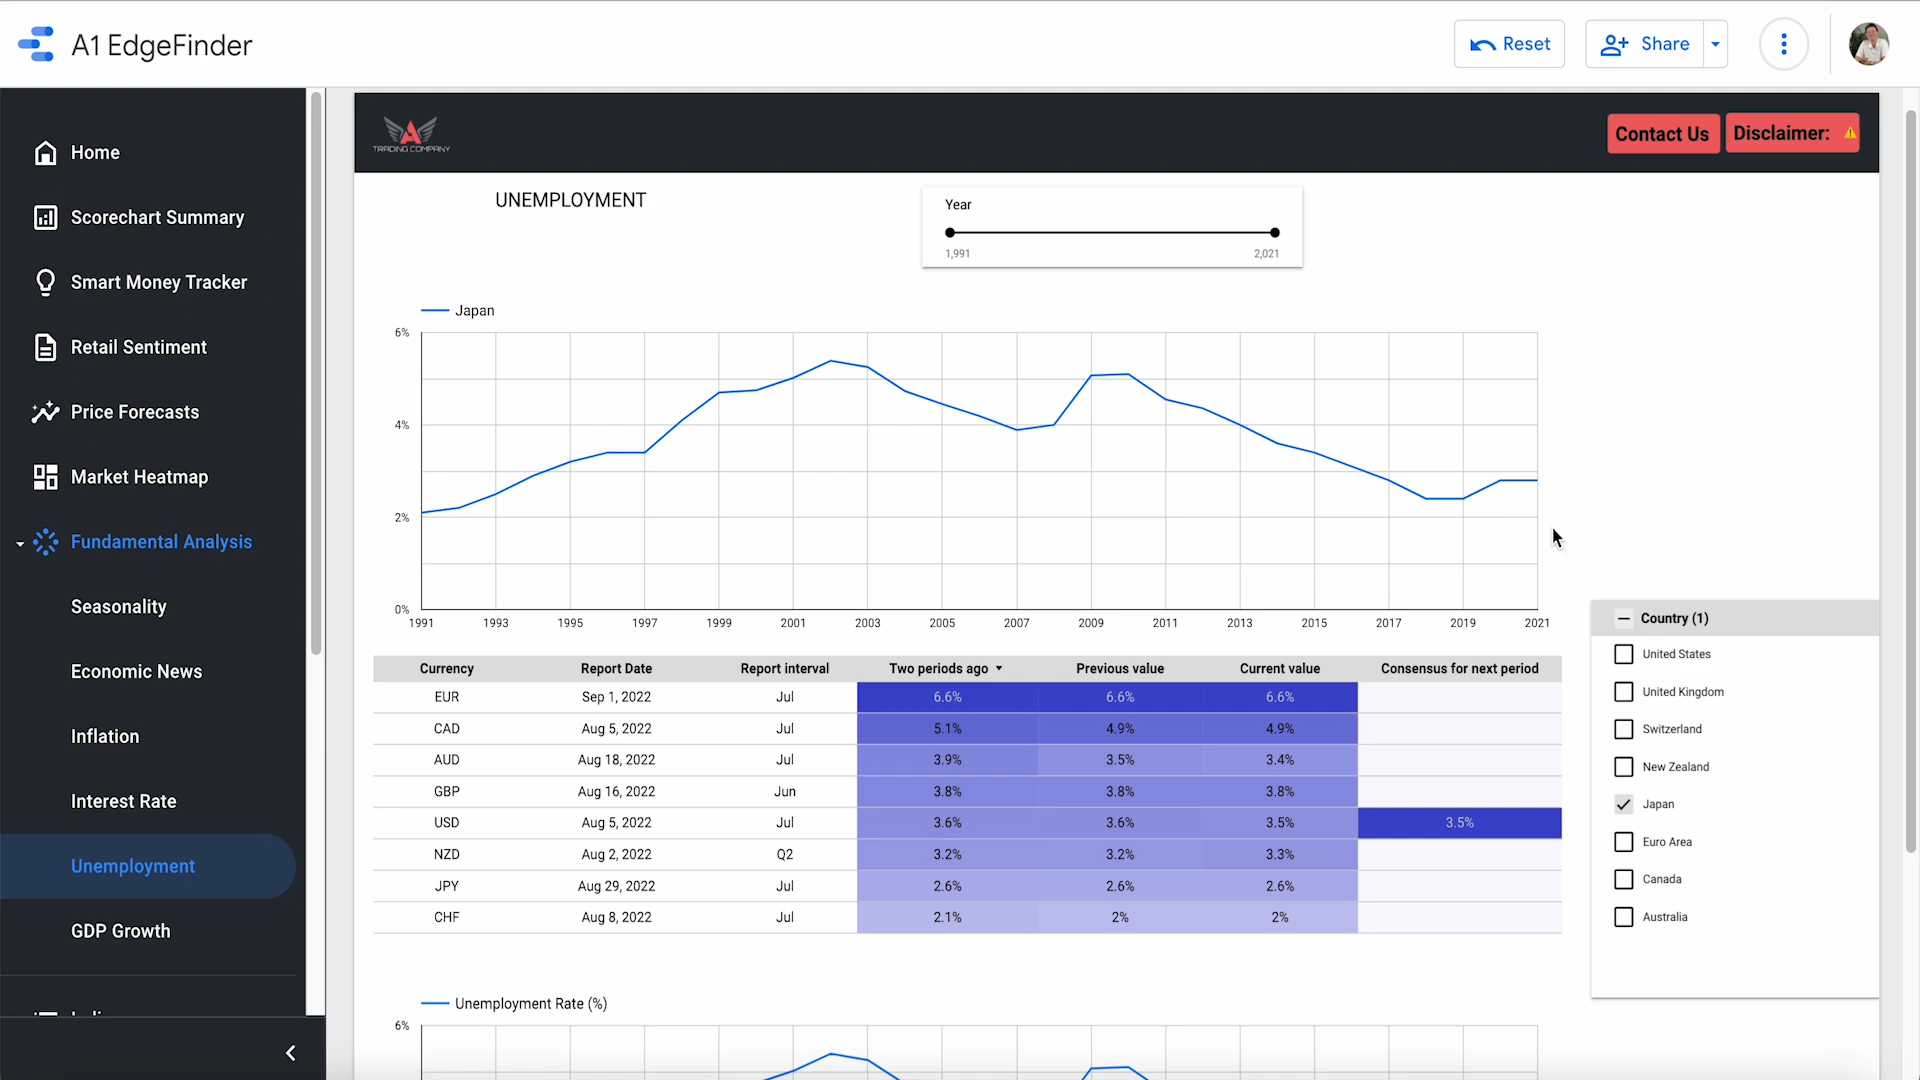 A1 EdgeFinder
Reset
Share
Home
Scorechart Summary
Smart Money Tracker
Retail Sentiment
Price Forecasts
Market Heatmap
Fundamental Analysis
Seasonality
Economic News
Inflation
Interest Rate
Unemployment
GDP Growth
TRADING COMPANY
Contact Us
Disclaimer:
UNEMPLOYMENT
Year
1,991 2,021
Japan
6%
4%
2%
0%
1991 1993 1995 1997 1999 2001 2003 2005 2007 2009 2011 2013 2015 2017 2019 2021
Currency Report Date Report interval Two periods ago Previous value Current value Consensus for next period
EUR Sep 1, 2022 Jul 6.6% 6.6% 6.6%
CAD Aug 5, 2022 Jul 5.1% 4.9% 4.9%
AUD Aug 18, 2022 Jul 3.9% 3.5% 3.4%
GBP Aug 16, 2022 Jun 3.8% 3.8% 3.8%
USD Aug 5, 2022 Jul 3.6% 3.6% 3.5% 3.5%
NZD Aug 2, 2022 Q2 3.2% 3.2% 3.3%
JPY Aug 29, 2022 Jul 2.6% 2.6% 2.6%
CHF Aug 8, 2022 Jul 2.1% 2% 2%
Country (1)
United States
United Kingdom
Switzerland
New Zealand
Japan
Euro Area
Canada
Australia
Unemployment Rate (%)
6%